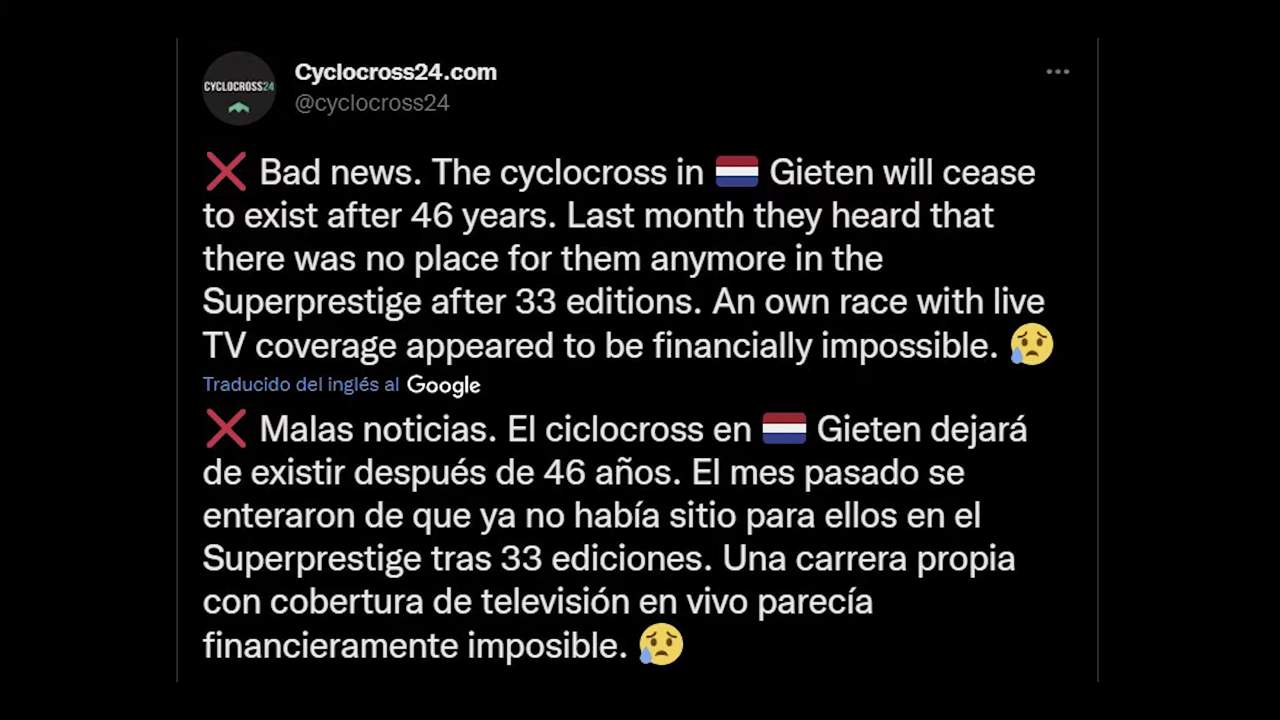 CYCLOCROSS24
Cyclocross24.com
@cyclocross24
❌ Bad news. The cyclocross in 🇳🇱 Gieten will cease
to exist after 46 years. Last month they heard that
there was no place for them anymore in the
Superprestige after 33 editions. An own race with live
TV coverage appeared to be financially impossible. 😥
Traducido del inglés al Google
❌ Malas noticias. El ciclocross en 🇳🇱 Gieten dejará
de existir después de 46 años. El mes pasado se
enteraron de que ya no había sitio para ellos en el
Superprestige tras 33 ediciones. Una carrera propia
con cobertura de televisión en vivo parecía
financieramente imposible. 😥